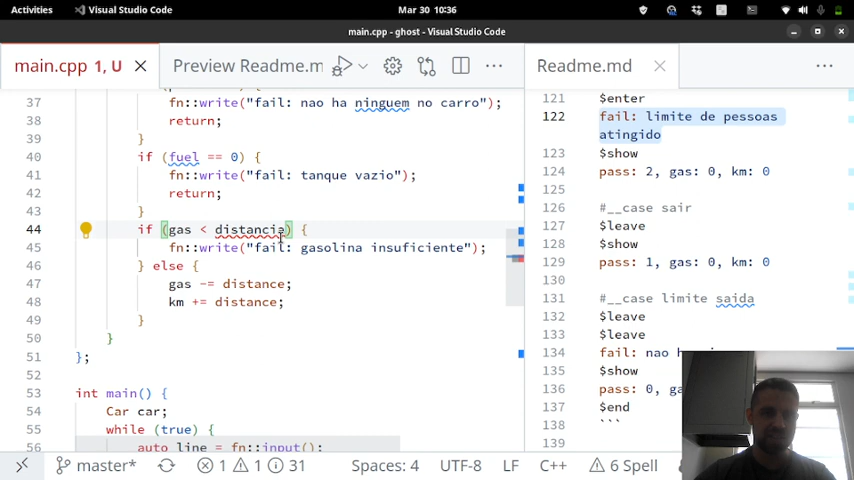 Activities
Visual Studio Code
Mar 30 10:36
main.cpp - ghost - Visual Studio Code
main.cpp 1, U
Preview Readme.m
Readme.md
37 fn::write("fail: nao ha ninguem no carro");
38 return;
39 }
40 if (fuel == 0) {
41 fn::write("fail: tanque vazio");
42 return;
43 }
44 if (gas < distancia) {
45 fn::write("fail: gasolina insuficiente");
46 } else {
47 gas -= distance;
48 km += distance;
49 }
50 }
51 };
52
53 int main() {
54 Car car;
55 while (true) {
56 auto line = fn::input();
121 $enter
122 fail: limite de pessoas
atingido
123 $show
124 pass: 2, gas: 0, km: 0
125
126 #__case sair
127 $leave
128 $show
129 pass: 1, gas: 0, km: 0
130
131 #__case limite saida
132 $leave
133 $leave
134 fail: nao h
135 $show
136 pass: 0, ga
137 $end
138 ```
139
master*
1
1
31
Spaces: 4
UTF-8
LF
C++
6 Spell